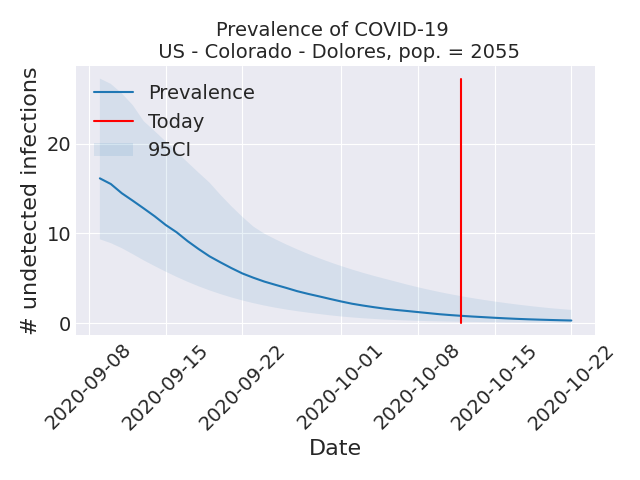 Prevalence of COVID-19
US - Colorado - Dolores, pop. = 2055
# undetected infections
20
10
0
Prevalence
Today
95CI
2020-09-08
2020-09-15
2020-09-22
2020-10-01
2020-10-08
2020-10-15
2020-10-22
Date